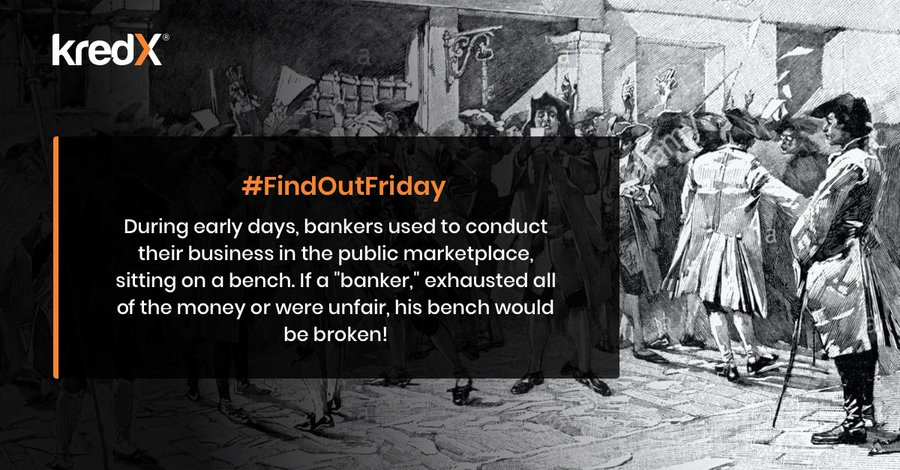 kredX®
#FindOutFriday
During early days, bankers used to conduct
their business in the public marketplace,
sitting on a bench. If a "banker," exhausted all
of the money or were unfair, his bench would
be broken!
a
a
alamy
a
a